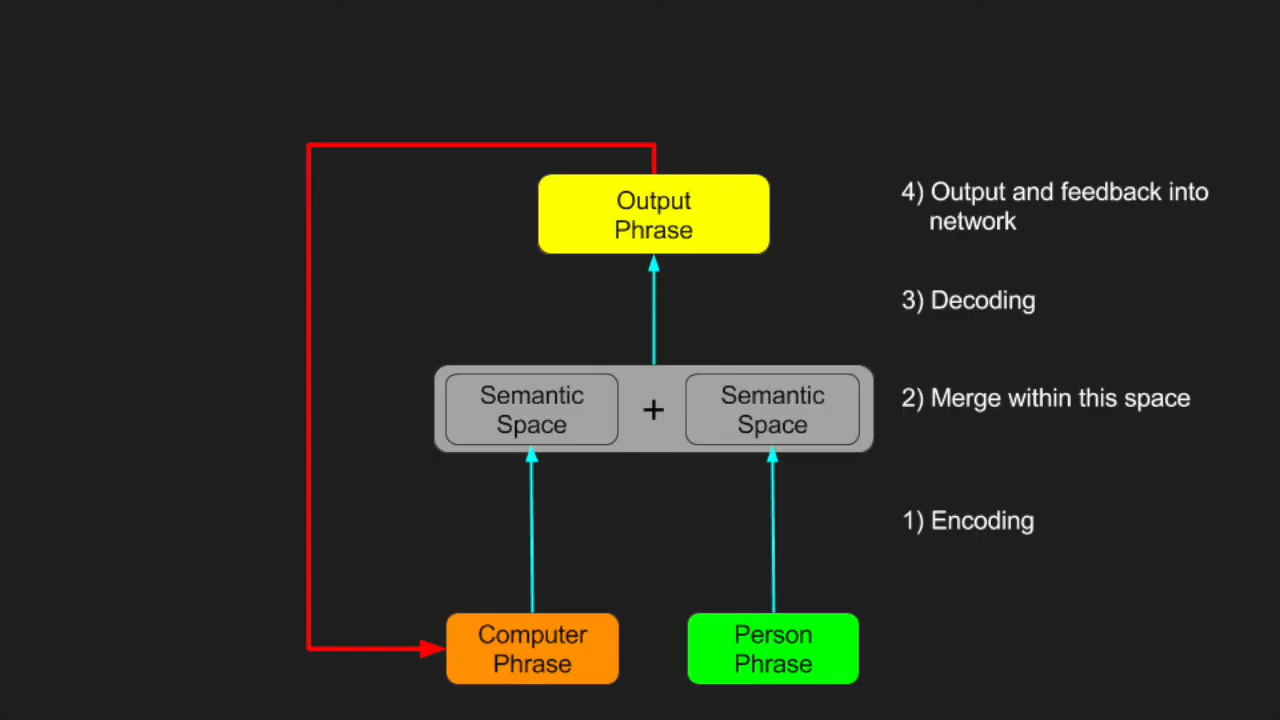 Output
Phrase
4) Output and feedback into
network
3) Decoding
Semantic
Space
+
Semantic
Space
2) Merge within this space
1) Encoding
Computer
Phrase
Person
Phrase